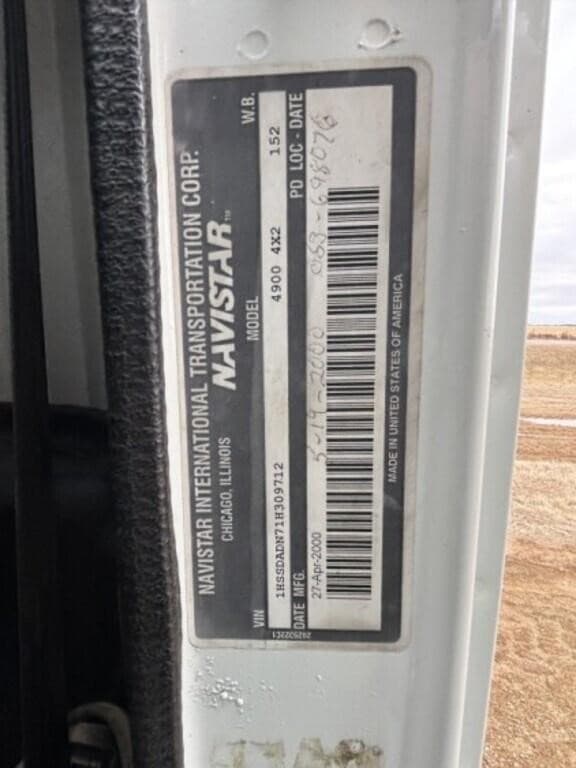 NAVISTAR INTERNATIONAL TRANSPORTATION CORP.
CHICAGO, ILLINOIS NAVISTAR™
VIN MODEL W.B.
1HSSDADN71H309712 4900 4X2 152
DATE MFG. PD LOC - DATE
27-Apr-2000 5-19-2000 053-698076
MADE IN UNITED STATES OF AMERICA